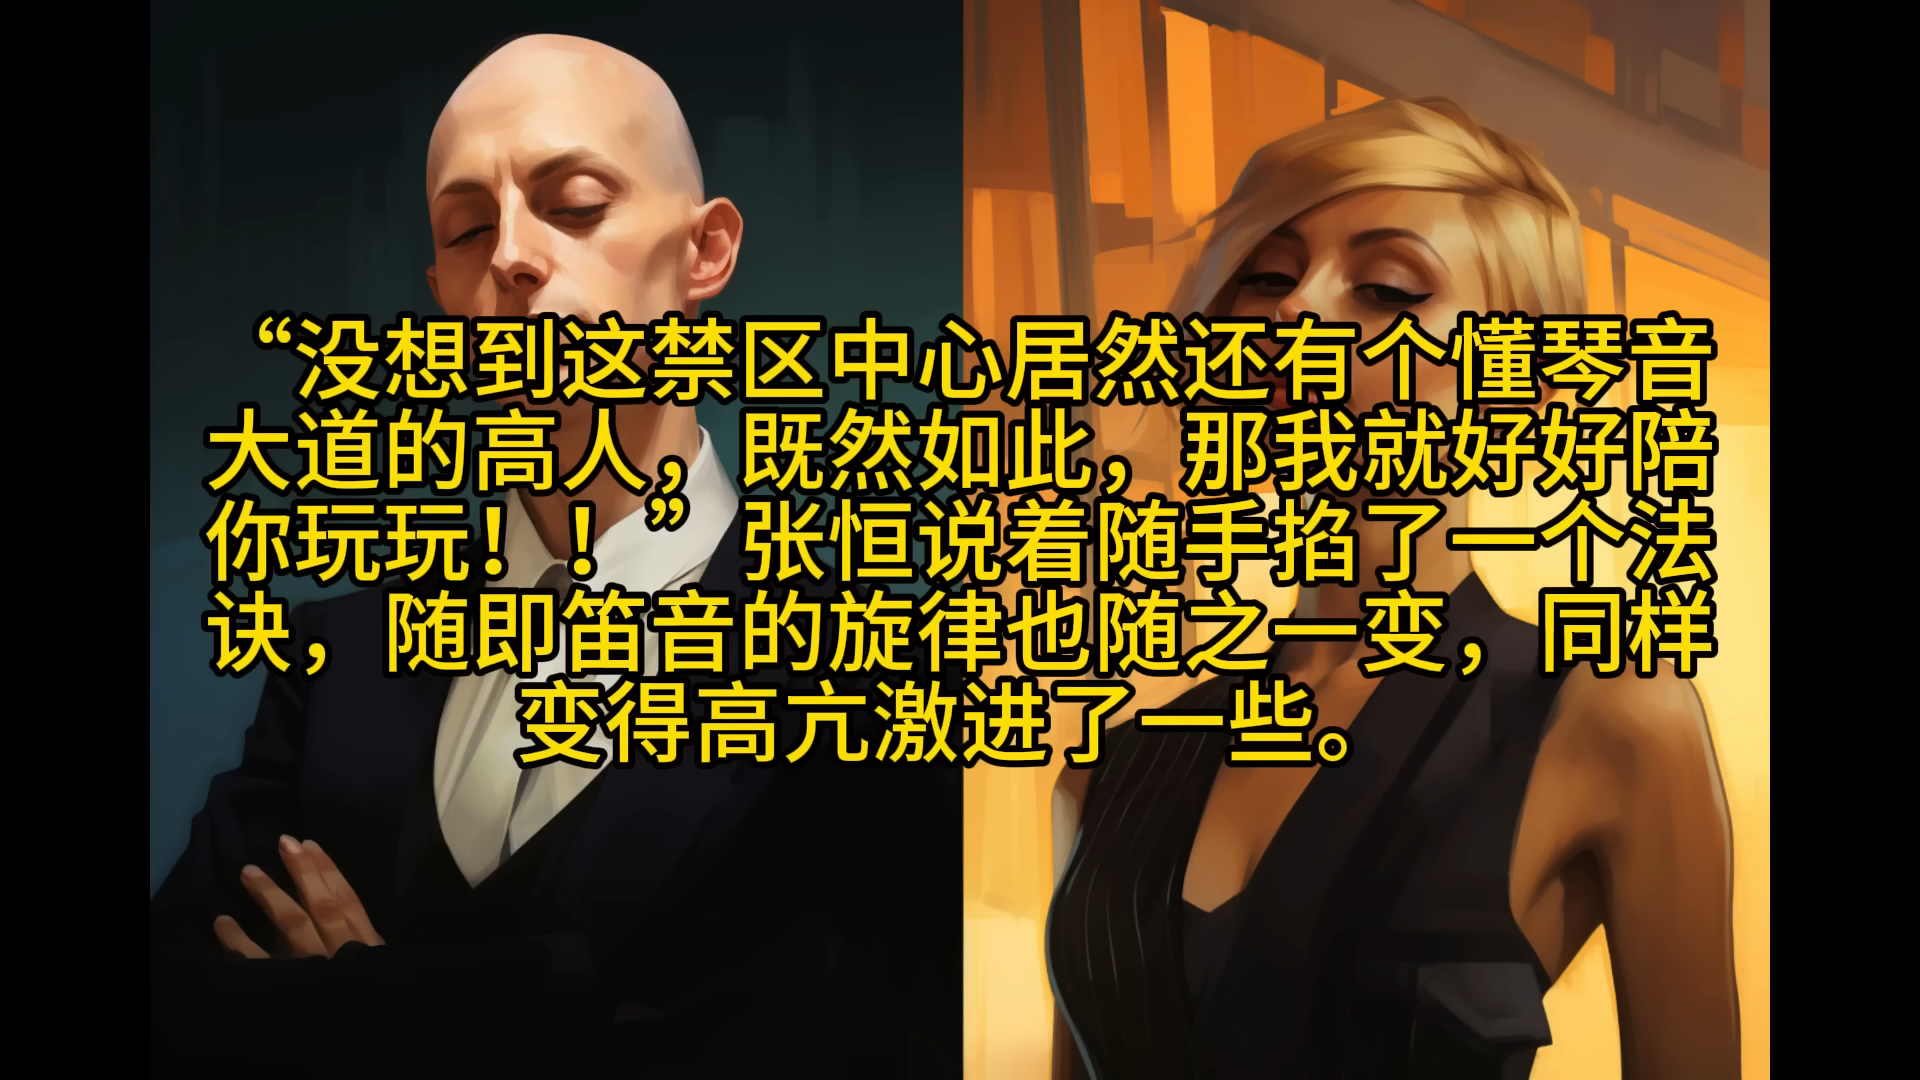 “没想到这禁区中心居然还有个懂琴音
大道的高人，既然如此，那我就好好陪
你玩玩！！”张恒说着随手掐了一个法
诀，随即笛音的旋律也随之一变，同样
变得高亢激进了一些。